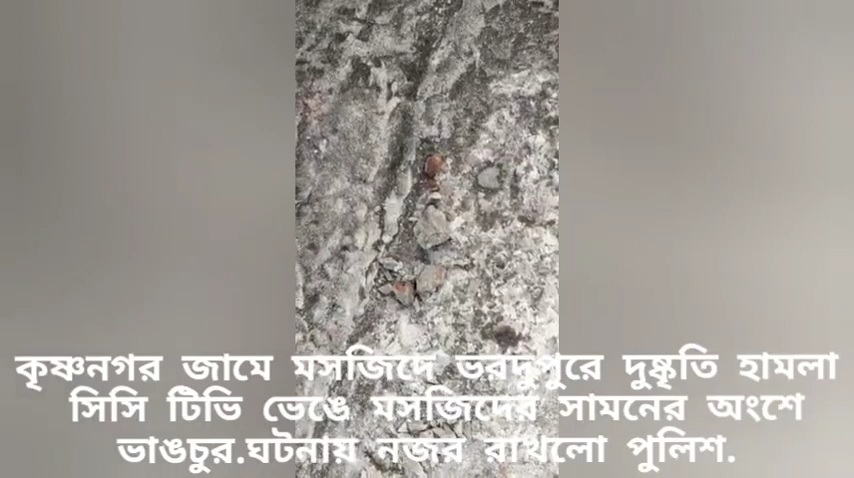 কৃষ্ণনগর জামে মসজিদে ভরদুপুরে দুষ্কৃতি হামলা
সিসি টিভি ভেঙে মসজিদের সামনের অংশে
ভাঙচুর.ঘটনায় নজর রাখলো পুলিশ.